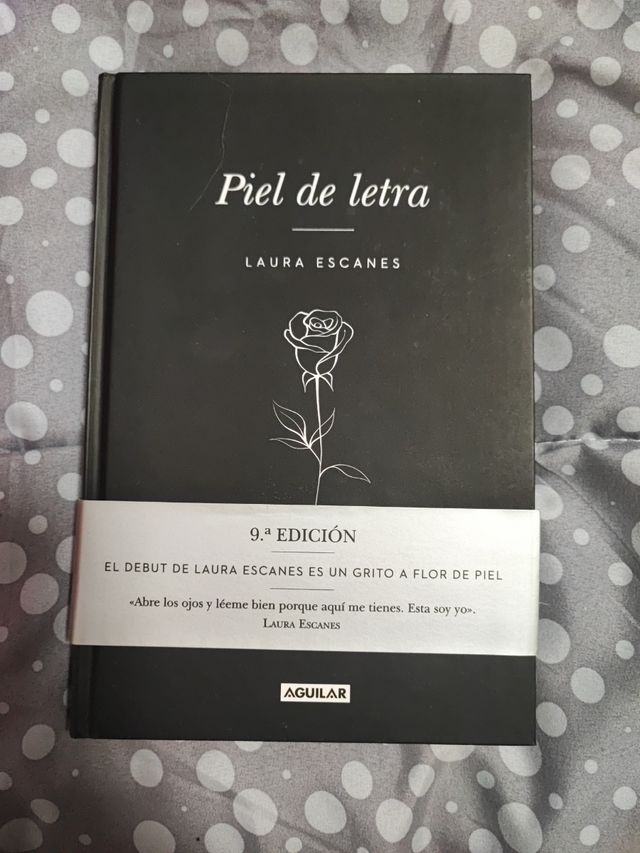 Piel de letra
LAURA ESCANES
9.ª EDICIÓN
EL DEBUT DE LAURA ESCANES ES UN GRITO A FLOR DE PIEL
«Abre los ojos y léeme bien porque aquí me tienes. Esta soy yo».
LAURA ESCANES
AGUILAR